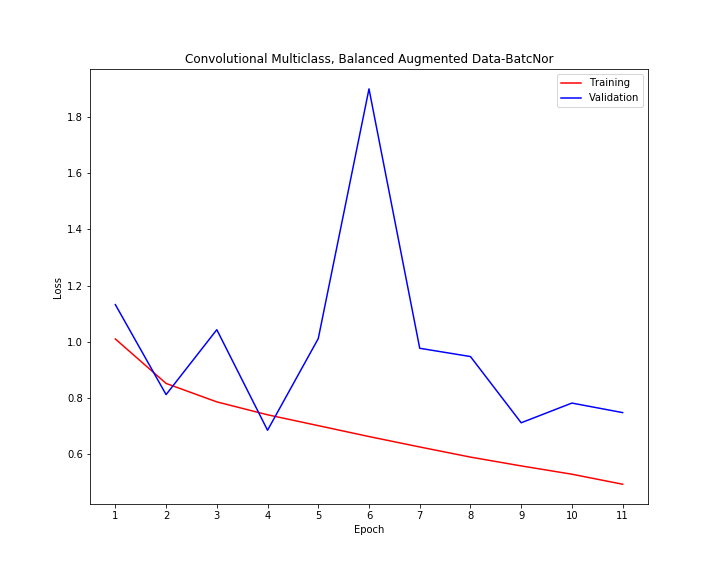 Convolutional Multiclass, Balanced Augmented Data-BatcNor
Training
Validation
1.8
1.6
1.4
1.2
1.0
0.8
0.6
Loss
1 2 3 4 5 6 7 8 9 10 11
Epoch